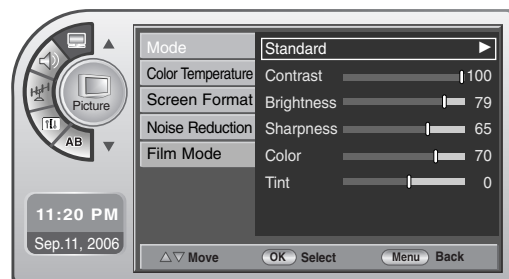 Picture
AB
11:20 PM
Sep.11, 2006
Mode
Color Temperature
Screen Format
Noise Reduction
Film Mode
Standard
Contrast 100
Brightness 79
Sharpness 65
Color 70
Tint 0
△▽ Move
OK Select
Menu Back